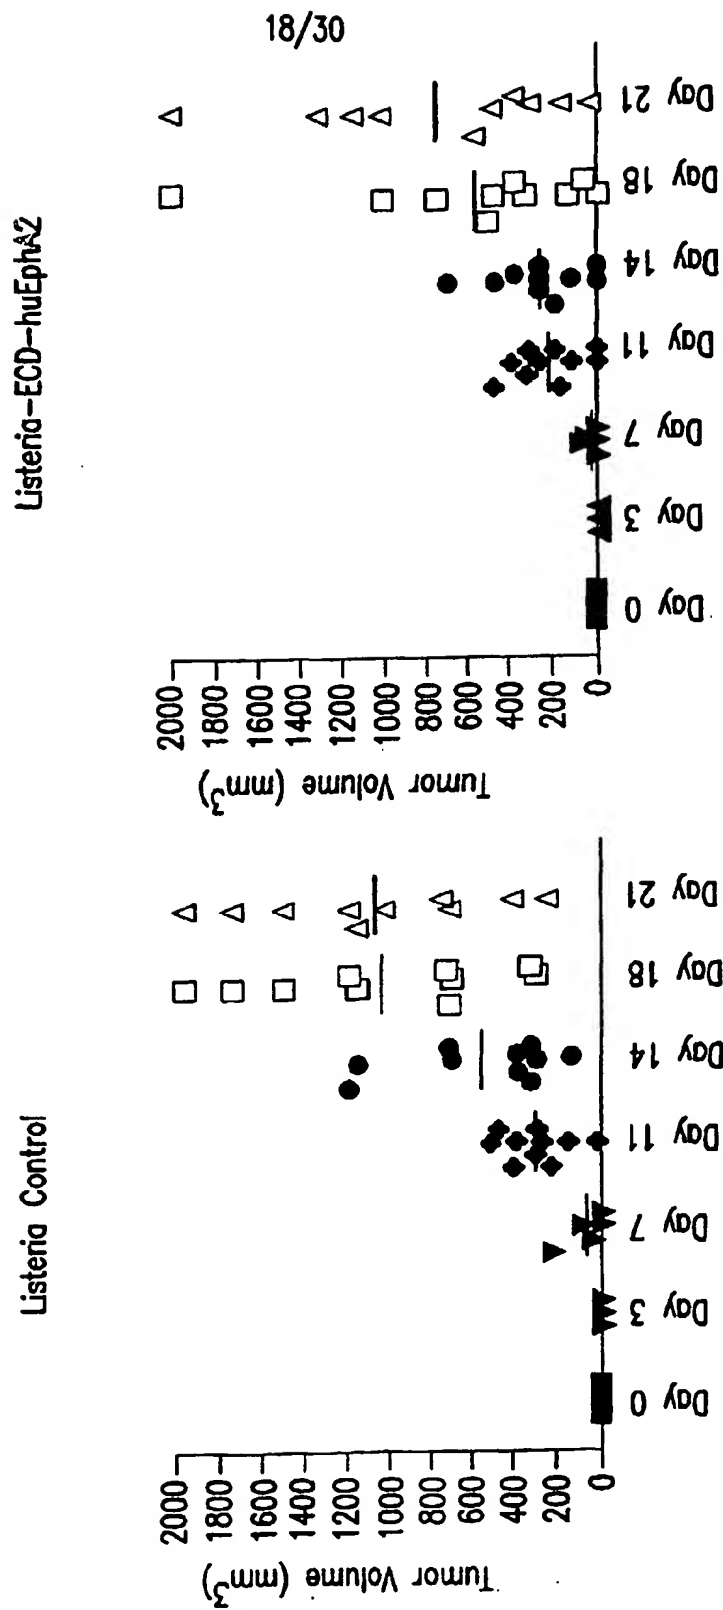 18/30
Listeria Control
Tumor Volume (mm³)
2000
1800
1600
1400
1200
1000
800
600
400
200
0
Day 0
Day 3
Day 7
Day 11
Day 14
Day 18
Day 21
Listeria-ECD-huEphA2
Tumor Volume (mm³)
2000
1800
1600
1400
1200
1000
800
600
400
200
0
Day 0
Day 3
Day 7
Day 11
Day 14
Day 18
Day 21